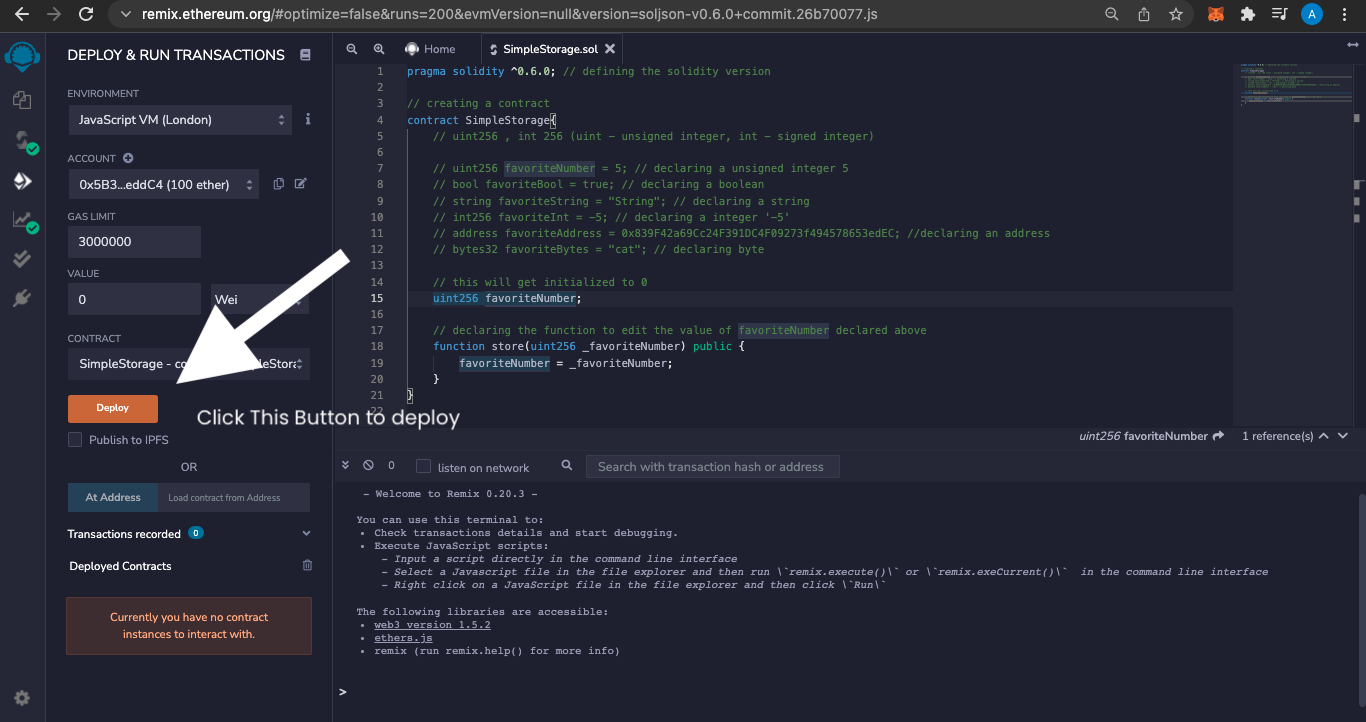 remix.ethereum.org/#optimize=false&runs=200&evmVersion=null&version=soljson-v0.6.0+commit.26b70077.js
A
DEPLOY & RUN TRANSACTIONS
ENVIRONMENT
JavaScript VM (London)
ACCOUNT
0x5B3...eddC4 (100 ether)
GAS LIMIT
3000000
VALUE
0
Wei
CONTRACT
SimpleStorage - co
Deploy
Click This Button to deploy
Publish to IPFS
OR
At Address
Load contract from Address
Transactions recorded 0
Deployed Contracts
Currently you have no contract
instances to interact with.
Home
SimpleStorage.sol
1 pragma solidity ^0.6.0; // defining the solidity version
2
3 // creating a contract
4 contract SimpleStorage{
5 // uint256 , int 256 (uint - unsigned integer, int - signed integer)
6
7 // uint256 favoriteNumber = 5; // declaring a unsigned integer 5
8 // bool favoriteBool = true; // declaring a boolean
9 // string favoriteString = "String"; // declaring a string
10 // int256 favoriteInt = -5; // declaring a integer '-5'
11 // address favoriteAddress = 0x839F42a69Cc24F391DC4F09273f494578653edEC; //declaring an address
12 // bytes32 favoriteBytes = "cat"; // declaring byte
13
14 // this will get initialized to 0
15 uint256 favoriteNumber;
16
17 // declaring the function to edit the value of favoriteNumber declared above
18 function store(uint256 _favoriteNumber) public {
19 favoriteNumber = _favoriteNumber;
20 }
21 }
22
uint256 favoriteNumber 1 reference(s)
0 listen on network Search with transaction hash or address
- Welcome to Remix 0.20.3 -
You can use this terminal to:
• Check transactions details and start debugging.
• Execute JavaScript scripts:
- Input a script directly in the command line interface
- Select a Javascript file in the file explorer and then run \`remix.execute()\` or \`remix.exeCurrent()\` in the command line interface
- Right click on a JavaScript file in the file explorer and then click \`Run\`
The following libraries are accessible:
• web3 version 1.5.2
• ethers.js
• remix (run remix.help() for more info)
>